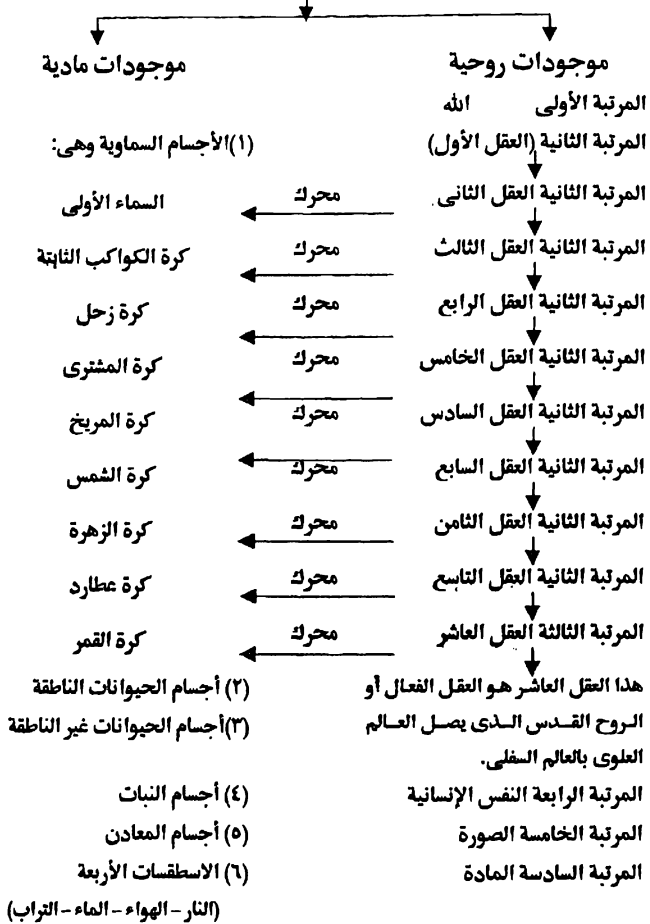 موجودات روحية موجودات مادية
المرتبة الأولى الله
المرتبة الثانية (العقل الأول) (١)الأجسام السماوية وهى:
المرتبة الثانية العقل الثانى محرك السماء الأولى
المرتبة الثانية العقل الثالث محرك كرة الكواكب الثابتة
المرتبة الثانية العقل الرابع محرك كرة زحل
المرتبة الثانية العقل الخامس محرك كرة المشترى
المرتبة الثانية العقل السادس محرك كرة المريخ
المرتبة الثانية العقل السابع محرك كرة الشمس
المرتبة الثانية العقل الثامن محرك كرة الزهرة
المرتبة الثانية العقل التاسع محرك كرة عطارد
المرتبة الثالثة العقل العاشر محرك كرة القمر
هذا العقل العاشر هو العقل الفعال أو (٢) أجسام الحيوانات الناطقة
الروح القدس الذى يصل العالم (٣)أجسام الحيوانات غير الناطقة
العلوى بالعالم السفلى.
المرتبة الرابعة النفس الإنسانية (٤) أجسام النبات
المرتبة الخامسة الصورة (٥) أجسام المعادن
المرتبة السادسة المادة (٦) الاسطقسات الأربعة
(النار - الهواء - الماء - التراب)